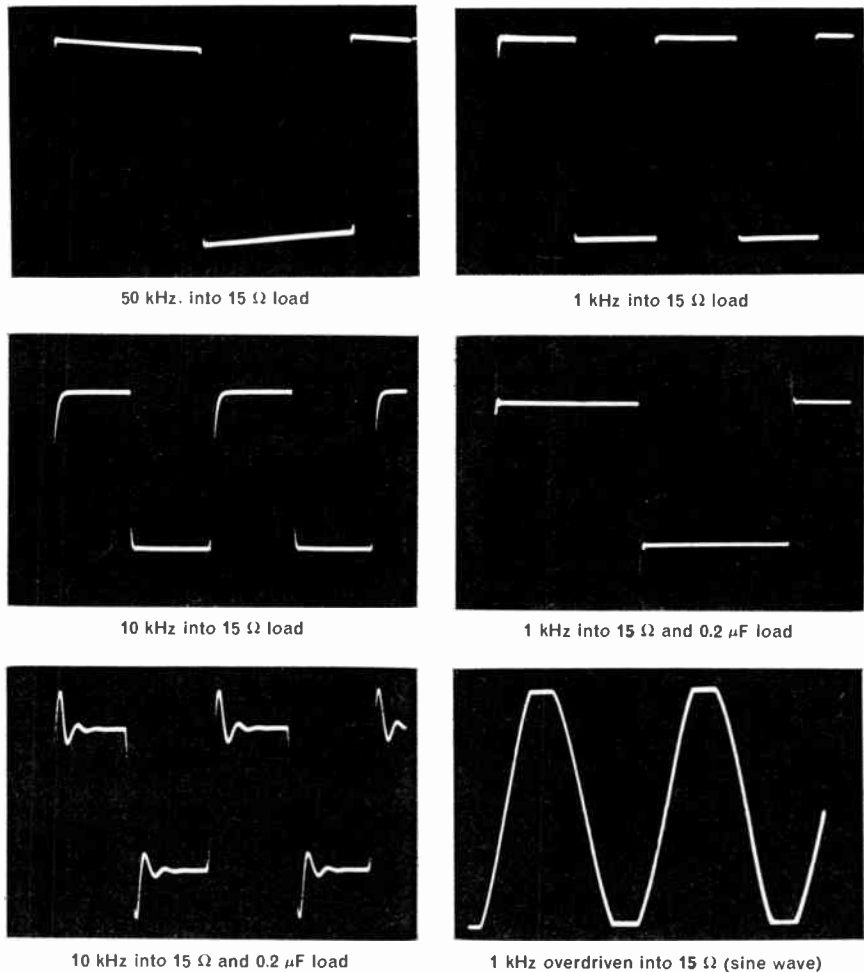 50 kHz. into 15 Ω load
1 kHz into 15 Ω load
10 kHz into 15 Ω load
1 kHz into 15 Ω and 0.2 μF load
10 kHz into 15 Ω and 0.2 μF load
1 kHz overdriven into 15 Ω (sine wave)